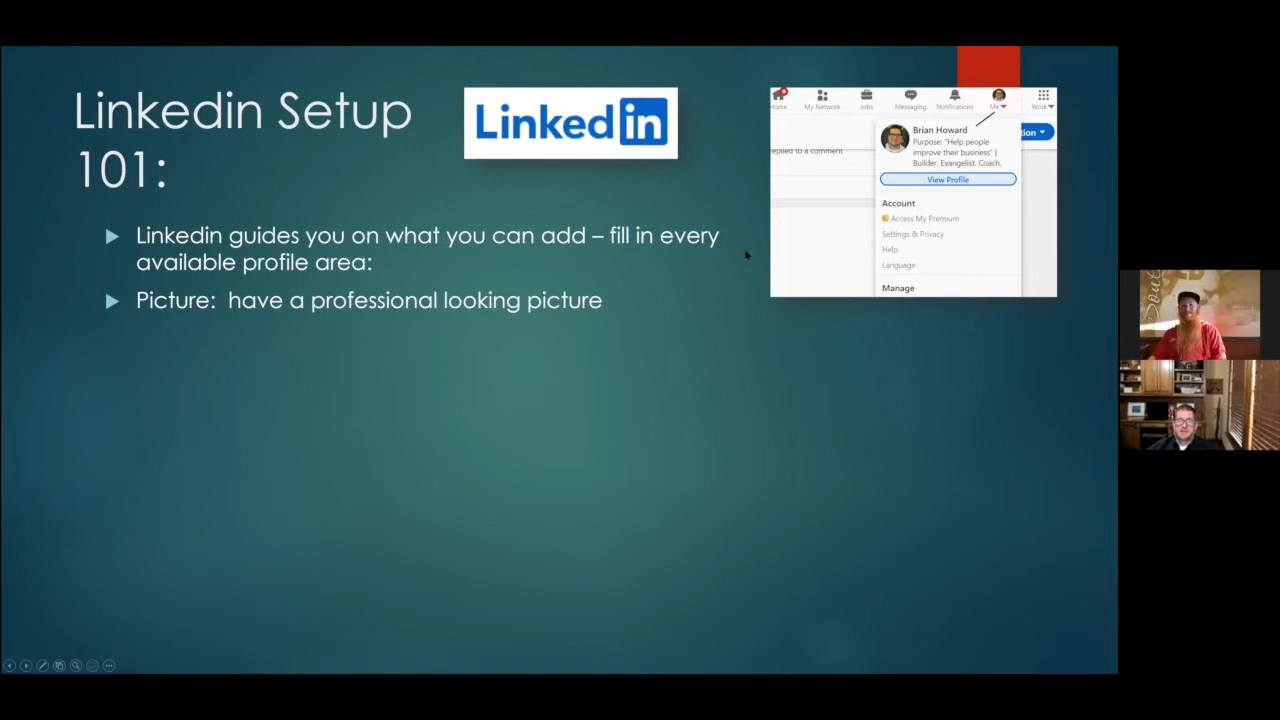 Linkedin Setup
101:
LinkedIn
Linkedin guides you on what you can add – fill in every
available profile area:
Picture: have a professional looking picture
Home My Network Jobs Messaging Notifications Me Work
replied to a comment
Brian Howard
Purpose: "Help people
improve their business" |
Builder. Evangelist. Coach.
View Profile
Account
Access My Premium
Settings & Privacy
Help
Language
Manage